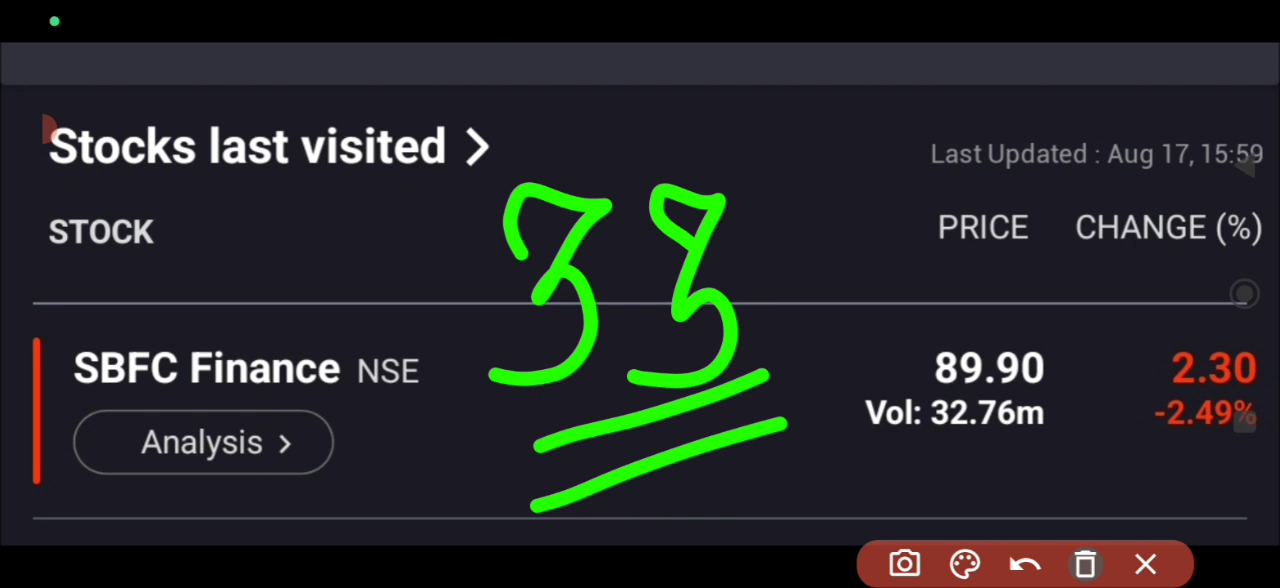 Stocks last visited >
Last Updated : Aug 17, 15:59
STOCK PRICE CHANGE (%)
33
SBFC Finance NSE 89.90 2.30
Vol: 32.76m -2.49%
Analysis >